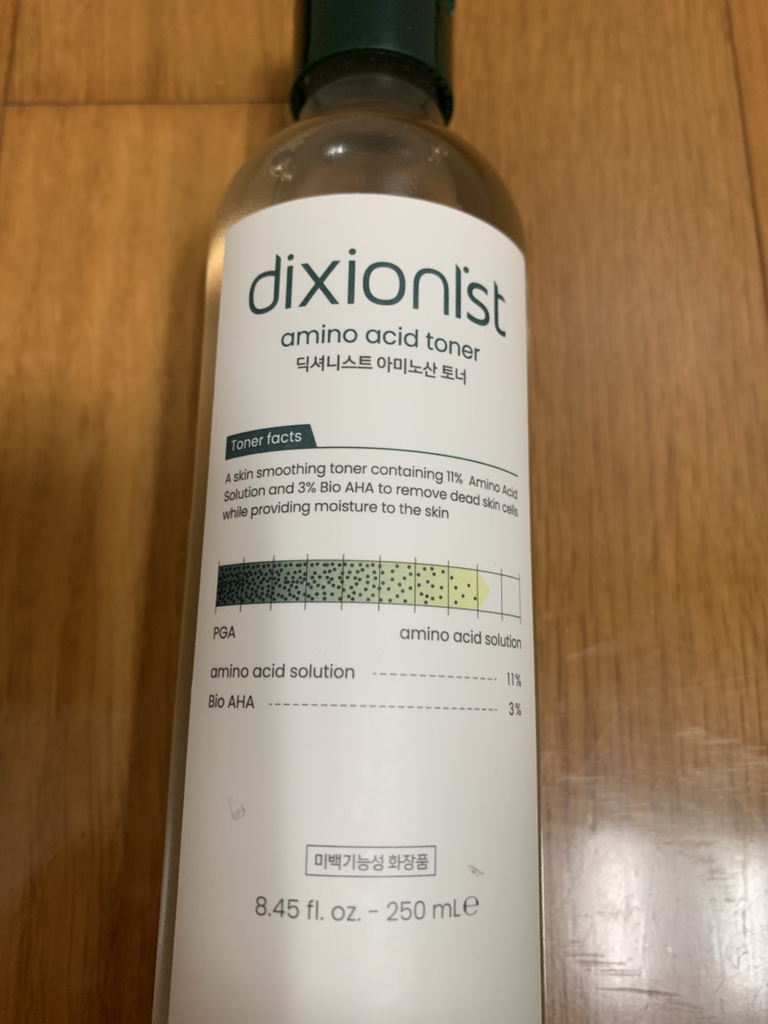 dixionist
amino acid toner
딕셔니스트 아미노산 토너
Toner facts
A skin smoothing toner containing 11% Amino Acid
Solution and 3% Bio AHA to remove dead skin cells
while providing moisture to the skin
PGA amino acid solution
amino acid solution 11%
Bio AHA 3%
미백기능성 화장품
8.45 fl. oz. - 250 mL℮